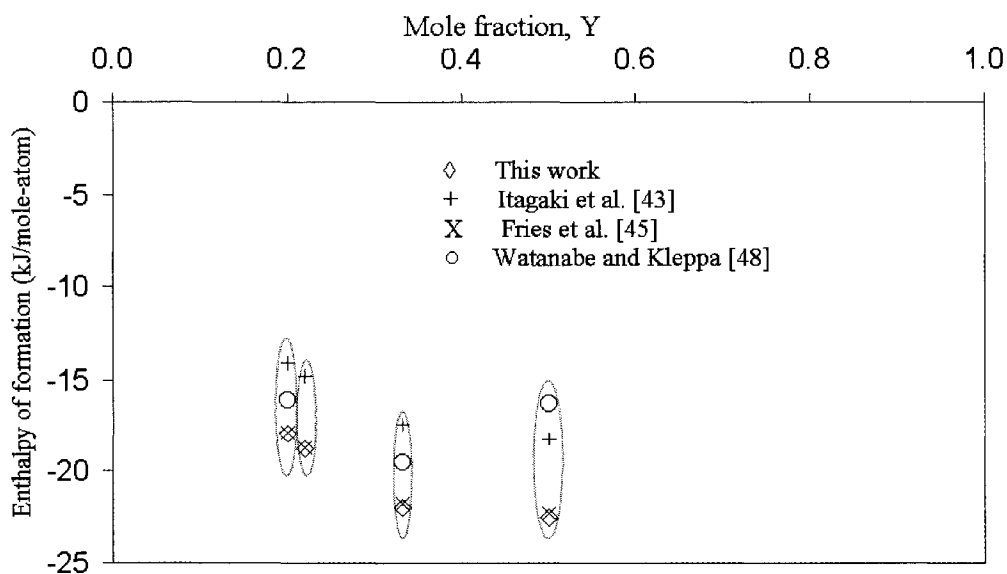 Mole fraction, Y
0.0 0.2 0.4 0.6 0.8 1.0
Enthalpy of formation (kJ/mole-atom)
0
-5
-10
-15
-20
-25
This work
Itagaki et al. [43]
Fries et al. [45]
Watanabe and Kleppa [48]